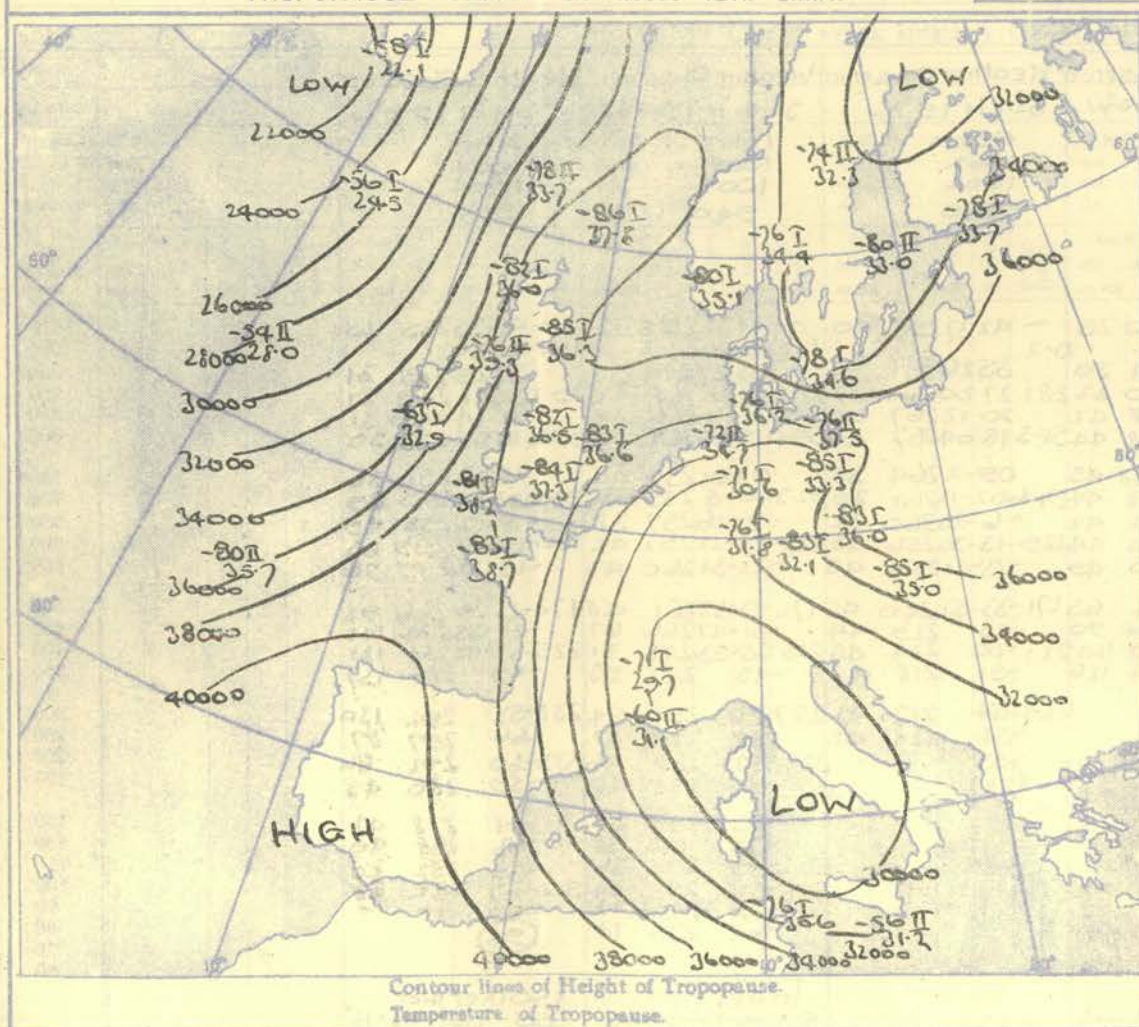 -58 I
22.1
LOW
LOW
22000
32000
-74 II
32.3
34000
-56 I
24.5
-78 II
33.7
24000
-86 I
37.8
-78 I
33.7
-76 I
34.4
-80 II
33.0
36000
-82 I
36.0
-80 I
35.1
26000
-54 II
28000 28.0
-85 I
36.3
-76 II
35.3
-78 I
34.6
30000
-76 I
36.2
-63 I
32.9
-82 I
-83 I
36.6
-72 II
-76 II
37.5
32000
-84 I
37.3
-71 I
30.6
-85 I
33.3
-81 I
38.2
34000
-76 I
31.8
-83 I
36.0
-80 II
35.7
-83 I
38.7
-83 I
32.1
-85 I
35.0
36000
36000
38000
34000
40000
32000
-71 I
29.7
-60 II
LOW
HIGH
30000
-76 I
-56 II
31.2
40000 38000 36000 34000 32000
Contour lines of Height of Tropopause.
Temperature of Tropopause.